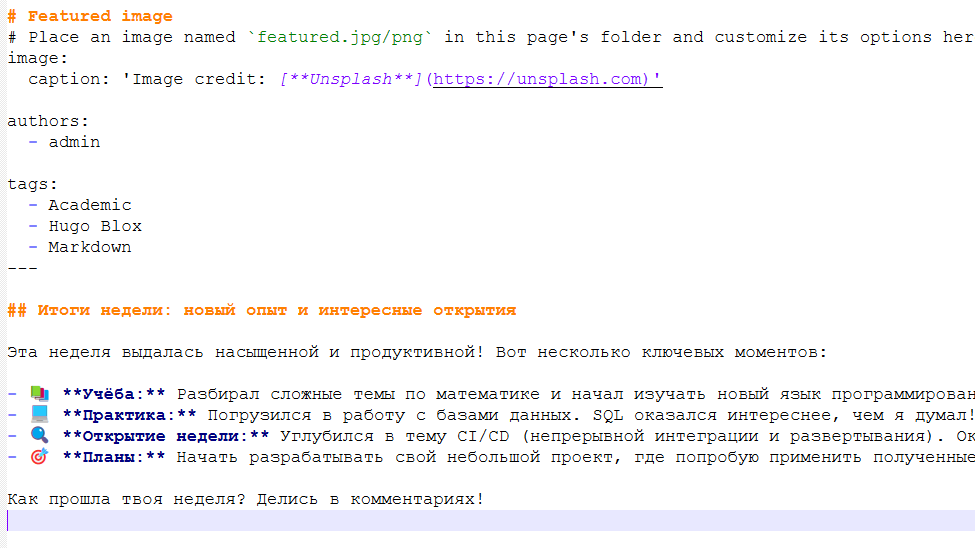 # Featured image
# Place an image named `featured.jpg/png` in this page's folder and customize its options
image:
  caption: 'Image credit: [**Unsplash**](https://unsplash.com)'
authors:
  - admin
tags:
  - Academic
  - Hugo Blox
  - Markdown
---
## Итоги недели: новый опыт и интересные открытия
Эта неделя выдалась насыщенной и продуктивной! Вот несколько ключевых моментов:
- 📚 **Учёба:** Разбирал сложные темы по математике и начал изучать новый язык
- 💻 **Практика:** Погрузился в работу с базами данных. SQL оказался интереснее, чем я думал!
- 🔍 **Открытие недели:** Углубился в тему CI/CD (непрерывной интеграции и развертывания).
- 🎯 **Планы:** Начать разрабатывать свой небольшой проект, где попробую применить полученные
Как прошла твоя неделя? Делись в комментариях!